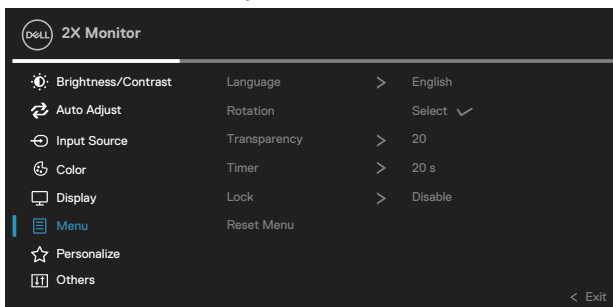 DELL 2X Monitor
Brightness/Contrast Language > English
Auto Adjust Rotation Select ✓
Input Source Transparency > 20
Color Timer > 20 s
Display Lock > Disable
Menu Reset Menu
Personalize
Others
< Exit